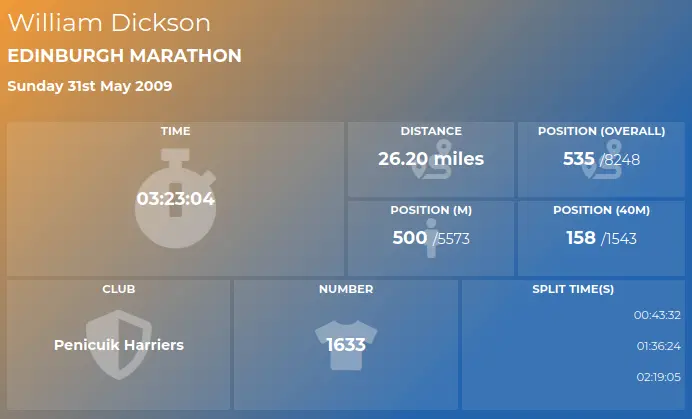 William Dickson
EDINBURGH MARATHON
Sunday 31st May 2009
TIME
03:23:04
DISTANCE
26.20 miles
POSITION (OVERALL)
535 /8248
POSITION (M)
500 /5573
POSITION (40M)
158 /1543
CLUB
Penicuik Harriers
NUMBER
1633
SPLIT TIME(S)
00:43:32
01:36:24
02:19:05